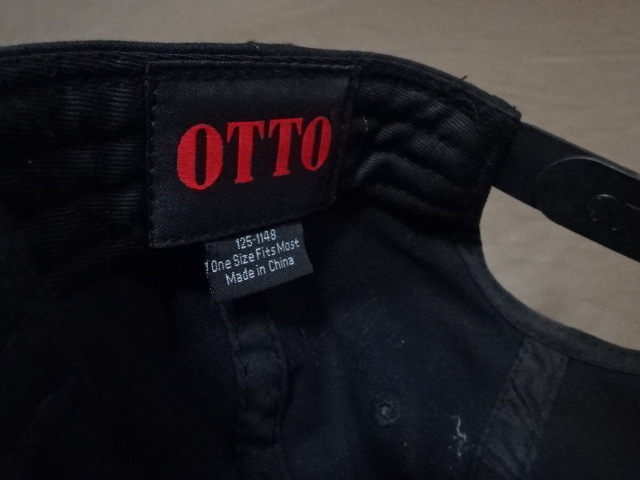 OTTO
125-1148
One Size Fits Most
Made in China